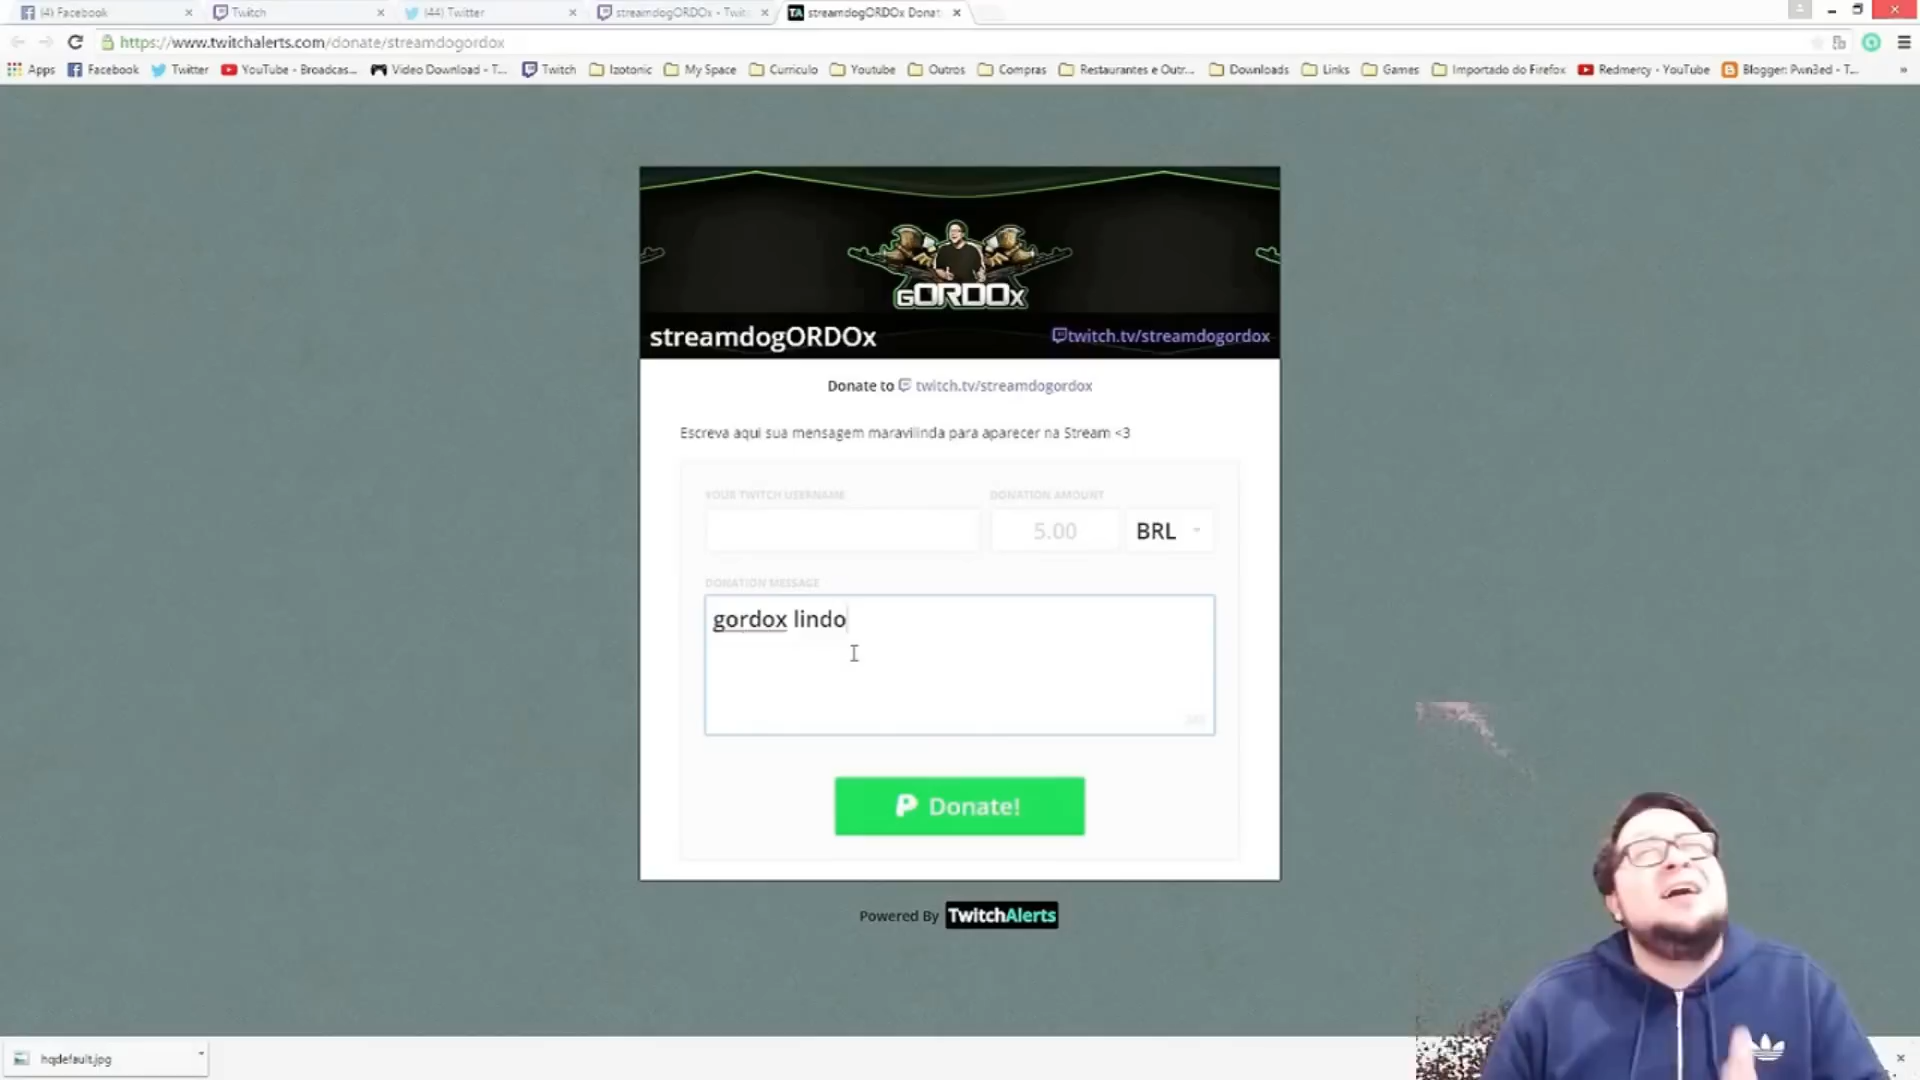 (4) Facebook
Twitch
(44) Twitter
streamdogORDOx - Twit
streamdogORDOx Donat
https://www.twitchalerts.com/donate/streamdogordox
Apps
Facebook
Twitter
YouTube - Broadcas...
Video Download - T...
Twitch
Izotonic
My Space
Curriculo
Youtube
Outros
Compras
Restaurantes e Outr...
Downloads
Links
Games
Importado do Firefox
Redmercy - YouTube
Blogger: Pwn3ed - T...
gORDOx
streamdogORDOx
twitch.tv/streamdogordox
Donate to twitch.tv/streamdogordox
Escreva aqui sua mensagem maravilinda para aparecer na Stream <3
YOUR TWITCH USERNAME
DONATION AMOUNT
5.00
BRL
DONATION MESSAGE
gordox lindo
Donate!
Powered By TwitchAlerts
hqdefault.jpg